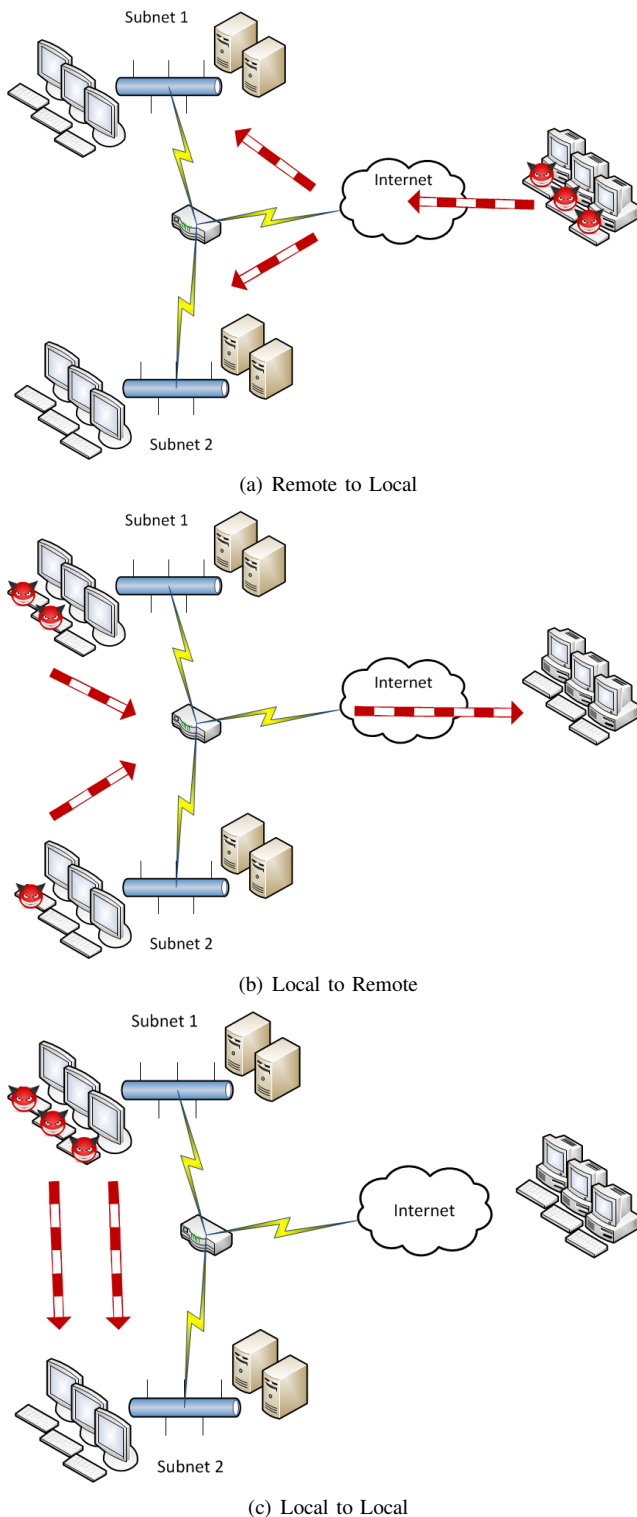 Subnet 1
Internet
Subnet 2
(a) Remote to Local
Subnet 1
Internet
Subnet 2
(b) Local to Remote
Subnet 1
Internet
Subnet 2
(c) Local to Local